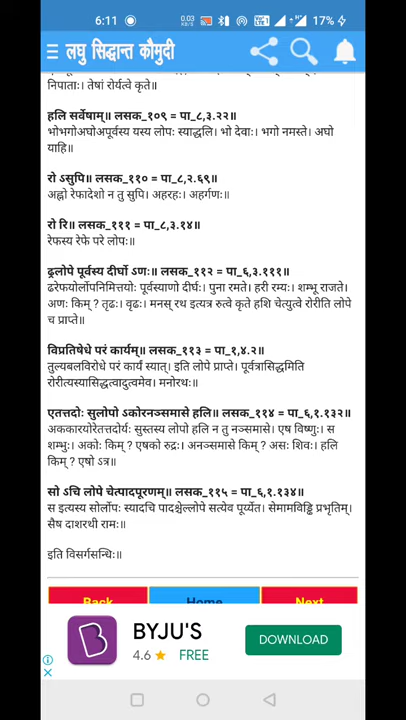 6:11
0.03 KB/S
17%
लघु सिद्धान्त कौमुदी
निपाताः। तेषां रोर्यत्वे कृते॥
हलि सर्वेषाम्॥ लसक_१०९ = पा_८,३.२२॥
भोभगोअघोअपूर्वस्य यस्य लोपः स्याद्धलि। भो देवाः। भगो नमस्ते। अघो
याहि॥
रो ऽसुपि॥ लसक_११० = पा_८,२.६९॥
अह्नो रेफादेशो न तु सुपि। अहरहः। अहर्गणः॥
रो रि॥ लसक_१११ = पा_८,३.१४॥
रेफस्य रेफे परे लोपः॥
ढ्रलोपे पूर्वस्य दीर्घो ऽणः॥ लसक_११२ = पा_६,३.१११॥
ढरेफयोर्लोपनिमित्तयोः पूर्वस्याणो दीर्घः। पुना रमते। हरी रम्यः। शम्भू राजते।
अणः किम् ? तृढः। वृढः। मनस् रथ इत्यत्र रुत्वे कृते हशि चेत्युत्वे रोरीति लोपे
च प्राप्ते॥
विप्रतिषेधे परं कार्यम्॥ लसक_११३ = पा_१,४.२॥
तुल्यबलविरोधे परं कार्यं स्यात्। इति लोपे प्राप्ते। पूर्वत्रासिद्धमिति
रोरीत्यस्यासिद्धत्वादुत्वमेव। मनोरथः॥
एतत्तदोः सुलोपो ऽकोरनञ्समासे हलि॥ लसक_११४ = पा_६,१.१३२॥
अककारयोरेतत्तदोर्यः सुस्तस्य लोपो हलि न तु नञ्समासे। एष विष्णुः। स
शम्भुः। अकोः किम् ? एषको रुद्रः। अनञ्समासे किम् ? असः शिवः। हलि
किम् ? एषो ऽत्र॥
सो ऽचि लोपे चेत्पादपूरणम्॥ लसक_११५ = पा_६,१.१३४॥
स इत्यस्य सोर्लोपः स्यादचि पादश्चेल्लोपे सत्येव पूर्य्येत। सेमामविड्ढि प्रभृतिम्।
सैष दाशरथी रामः॥
इति विसर्गसन्धिः॥
Back Home Next
BYJU'S
4.6 ★ FREE
DOWNLOAD